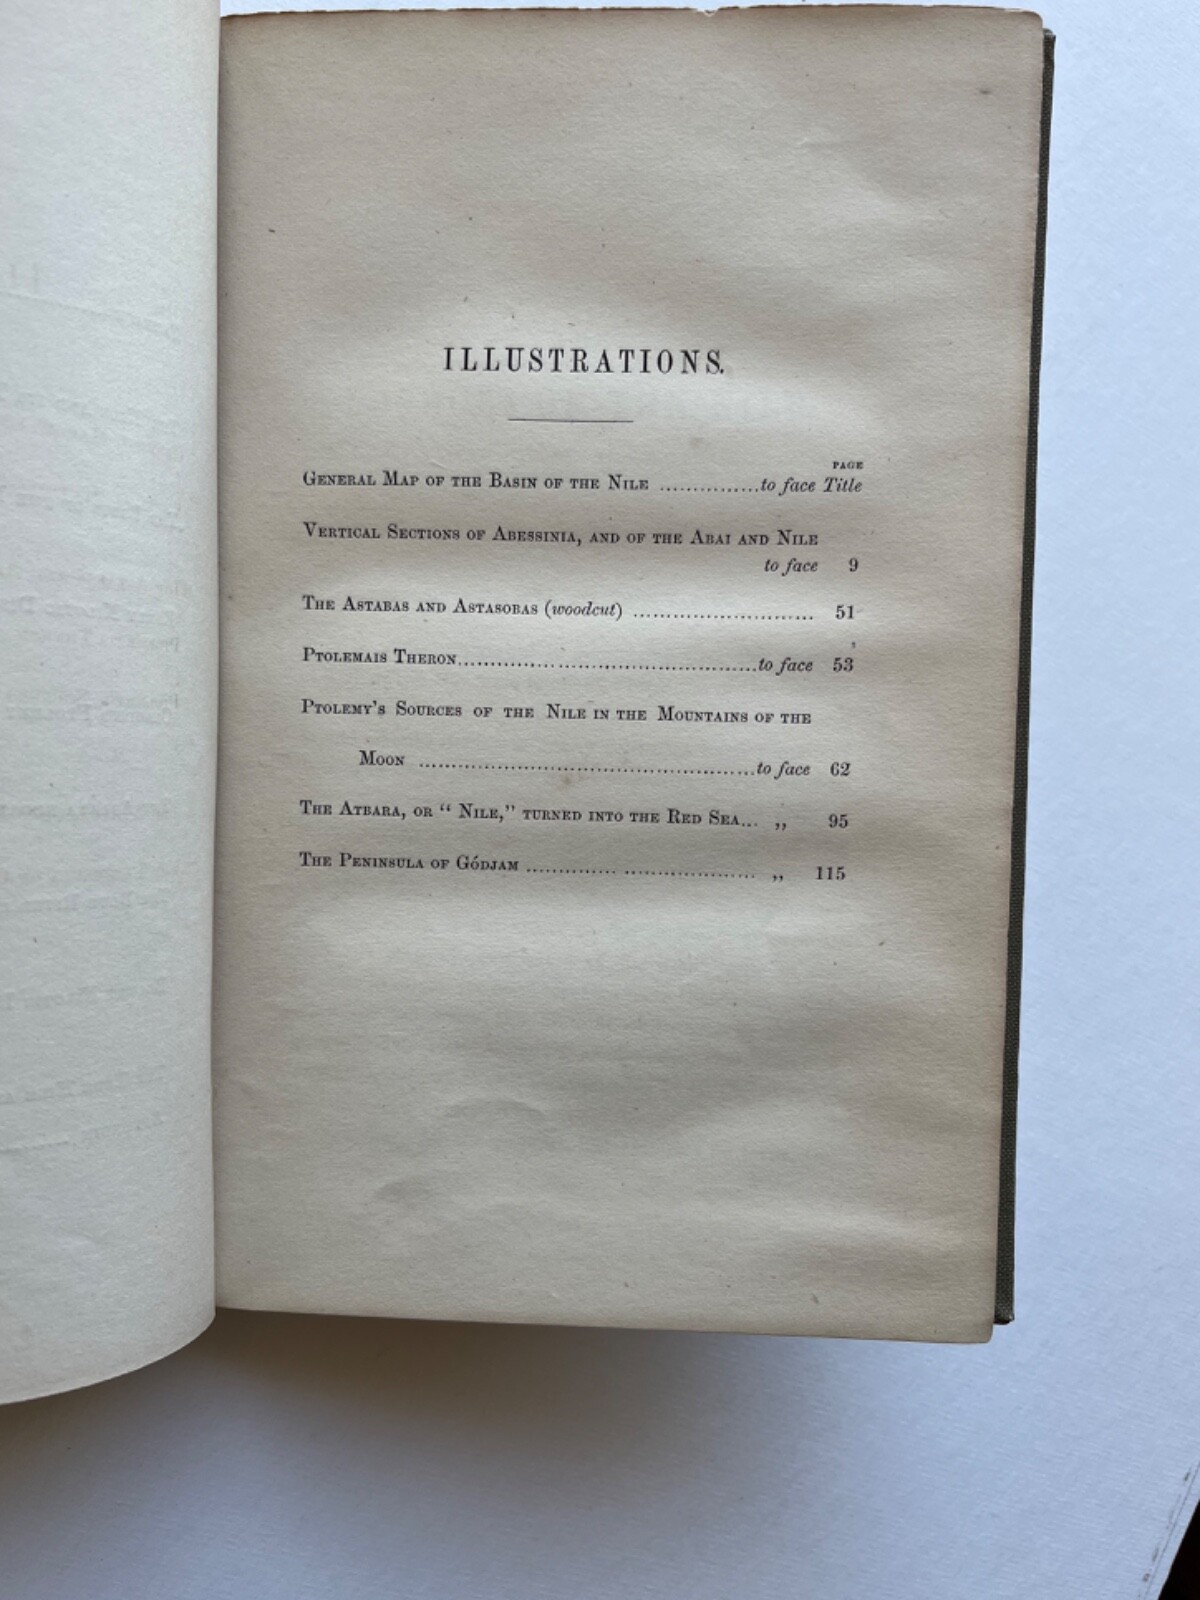 ILLUSTRATIONS.
PAGE
GENERAL MAP OF THE BASIN OF THE NILE ...............to face Title
VERTICAL SECTIONS OF ABESSINIA, AND OF THE ABAI AND NILE
to face 9
THE ASTABAS AND ASTASOBAS (woodcut) ............................ 51
PTOLEMAIS THERON..............................................to face 53
PTOLEMY'S SOURCES OF THE NILE IN THE MOUNTAINS OF THE
MOON ....................................................to face 62
THE ATBARA, OR “ NILE,” TURNED INTO THE RED SEA... ,, 95
THE PENINSULA OF GÓDJAM .................................. ,, 115